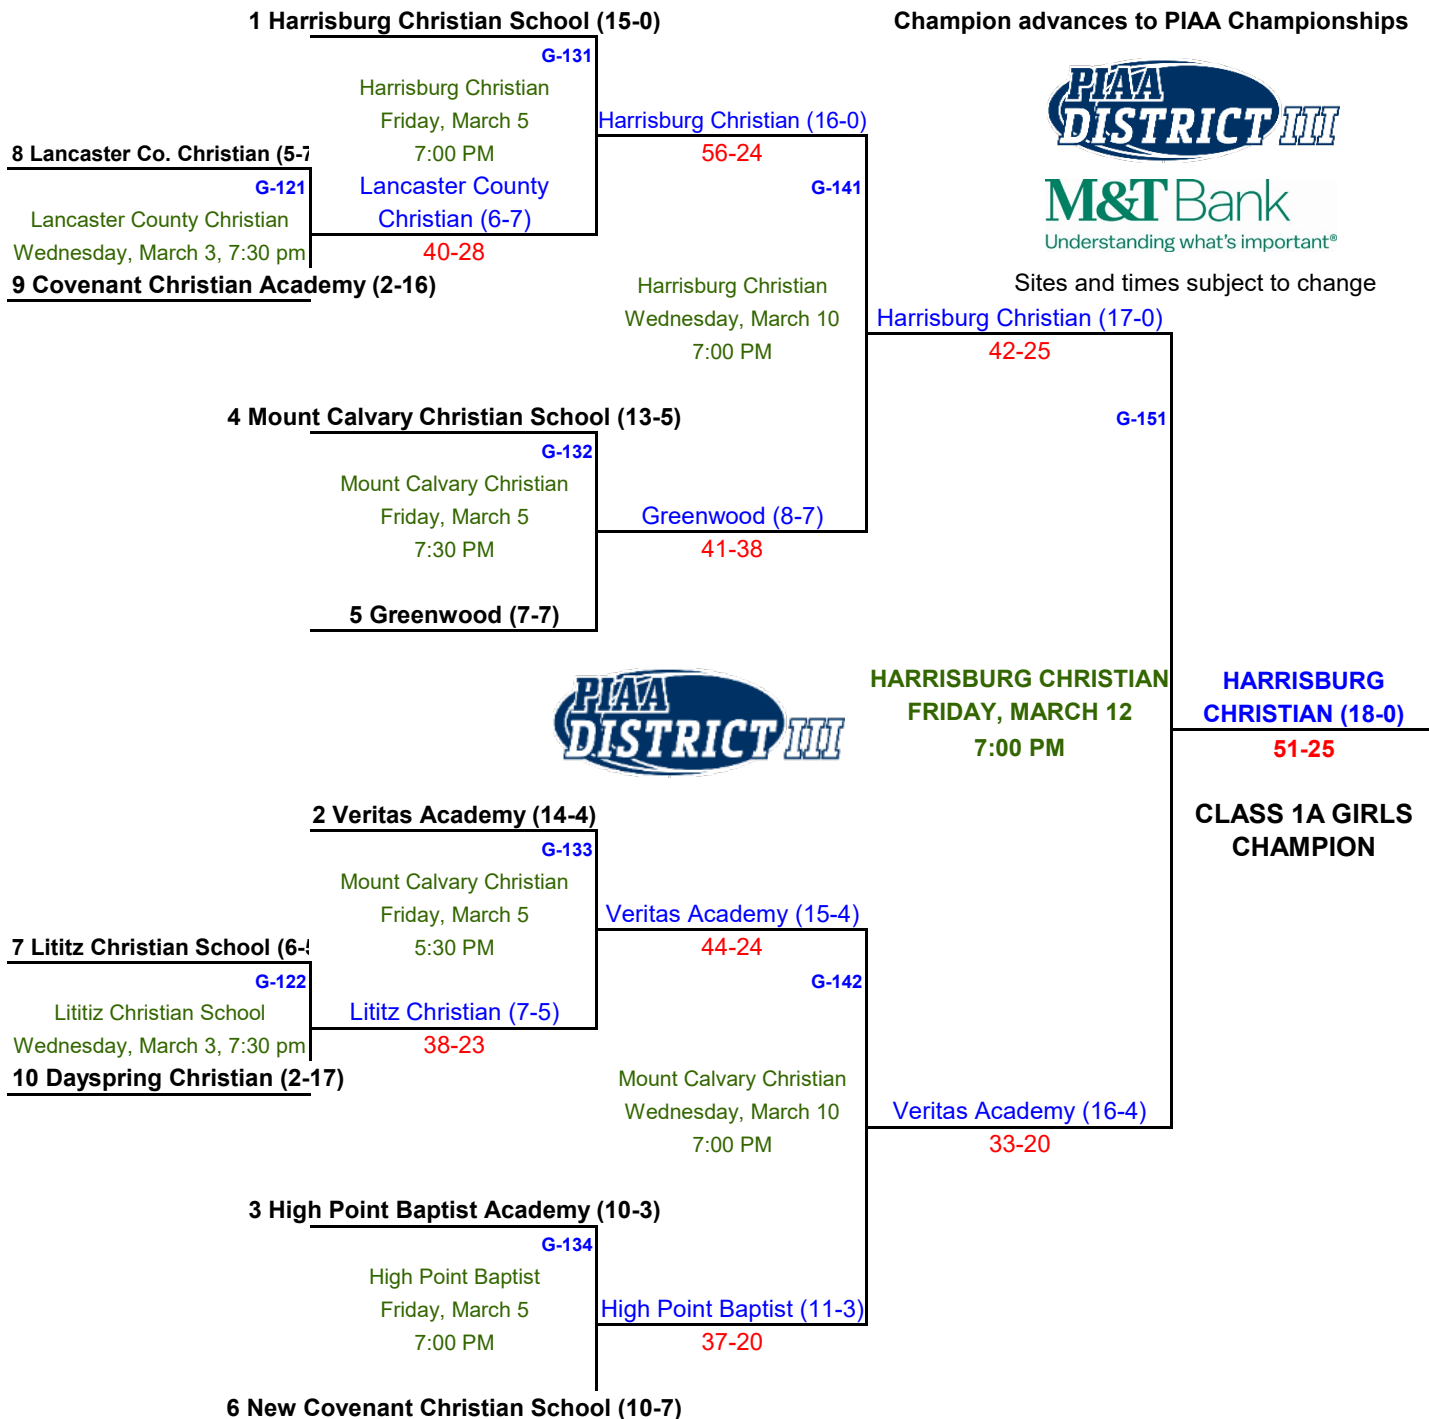 1 Harrisburg Christian School (15-0)
Champion advances to PIAA Championships
G-131
Harrisburg Christian
Friday, March 5
7:00 PM
PIAA
DISTRICT III
Harrisburg Christian (16-0)
56-24
8 Lancaster Co. Christian (5-7
G-121
Lancaster County Christian
Wednesday, March 3, 7:30 pm
Lancaster County
Christian (6-7)
40-28
9 Covenant Christian Academy (2-16)
G-141
M&T Bank
Understanding what's important®
Sites and times subject to change
Harrisburg Christian
Wednesday, March 10
7:00 PM
Harrisburg Christian (17-0)
42-25
4 Mount Calvary Christian School (13-5)
G-132
Mount Calvary Christian
Friday, March 5
7:30 PM
Greenwood (8-7)
41-38
5 Greenwood (7-7)
G-151
PIAA
DISTRICT III
HARRISBURG CHRISTIAN
FRIDAY, MARCH 12
7:00 PM
HARRISBURG
CHRISTIAN (18-0)
51-25
CLASS 1A GIRLS
CHAMPION
2 Veritas Academy (14-4)
G-133
Mount Calvary Christian
Friday, March 5
5:30 PM
Veritas Academy (15-4)
44-24
7 Lititz Christian School (6-5
G-122
Lititiz Christian School
Wednesday, March 3, 7:30 pm
Lititz Christian (7-5)
38-23
10 Dayspring Christian (2-17)
G-142
Mount Calvary Christian
Wednesday, March 10
7:00 PM
Veritas Academy (16-4)
33-20
3 High Point Baptist Academy (10-3)
G-134
High Point Baptist
Friday, March 5
7:00 PM
High Point Baptist (11-3)
37-20
6 New Covenant Christian School (10-7)